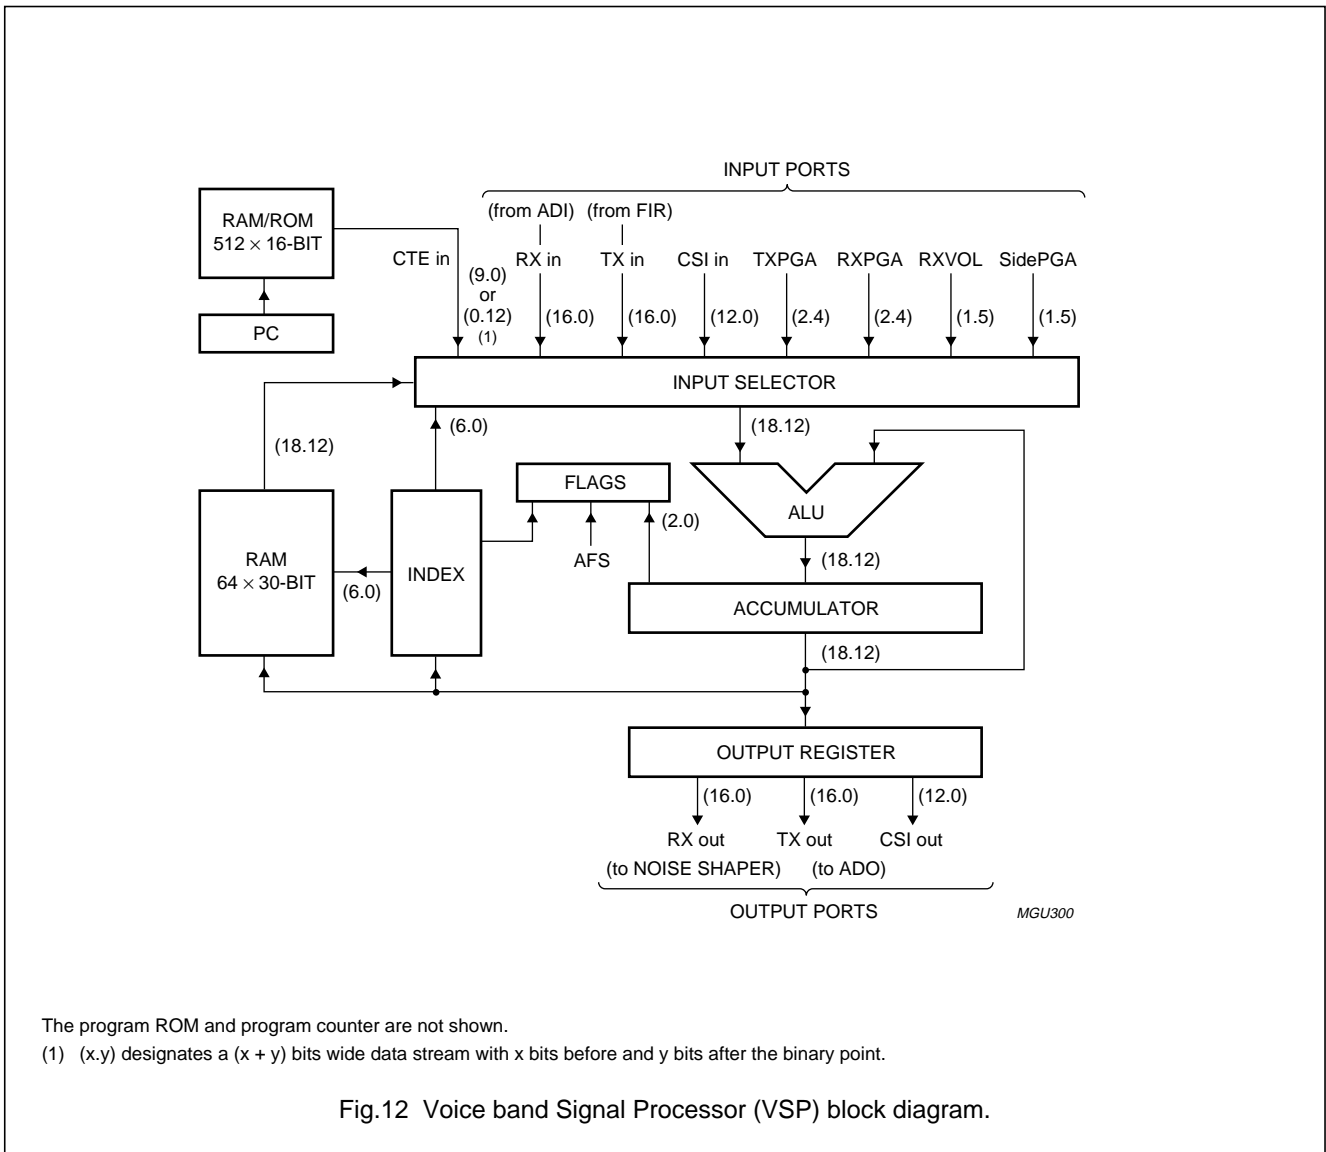 INPUT PORTS
(from ADI) (from FIR)
RAM/ROM
512 × 16-BIT
PC
CTE in
RX in
TX in
CSI in
TXPGA
RXPGA
RXVOL
SidePGA
(9.0)
or
(0.12)
(1)
(16.0)
(16.0)
(12.0)
(2.4)
(2.4)
(1.5)
(1.5)
INPUT SELECTOR
(18.12)
(6.0)
(18.12)
FLAGS
(2.0)
AFS
ALU
RAM
64 × 30-BIT
(6.0)
INDEX
(18.12)
ACCUMULATOR
(18.12)
OUTPUT REGISTER
(16.0)
(16.0)
(12.0)
RX out
TX out
CSI out
(to NOISE SHAPER)
(to ADO)
OUTPUT PORTS
MGU300
The program ROM and program counter are not shown.
(1) (x.y) designates a (x + y) bits wide data stream with x bits before and y bits after the binary point.
Fig.12 Voice band Signal Processor (VSP) block diagram.